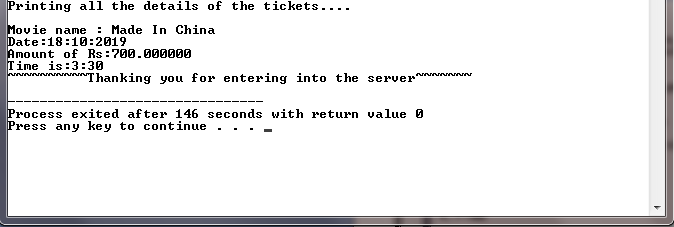 Printing all the details of the tickets....
Movie name : Made In China
Date:18:10:2019
Amount of Rs:700.000000
Time is:3:30
~~~~~~~~~~Thanking you for entering into the server~~~~~~~
--------------------------------
Process exited after 146 seconds with return value 0
Press any key to continue . . . _